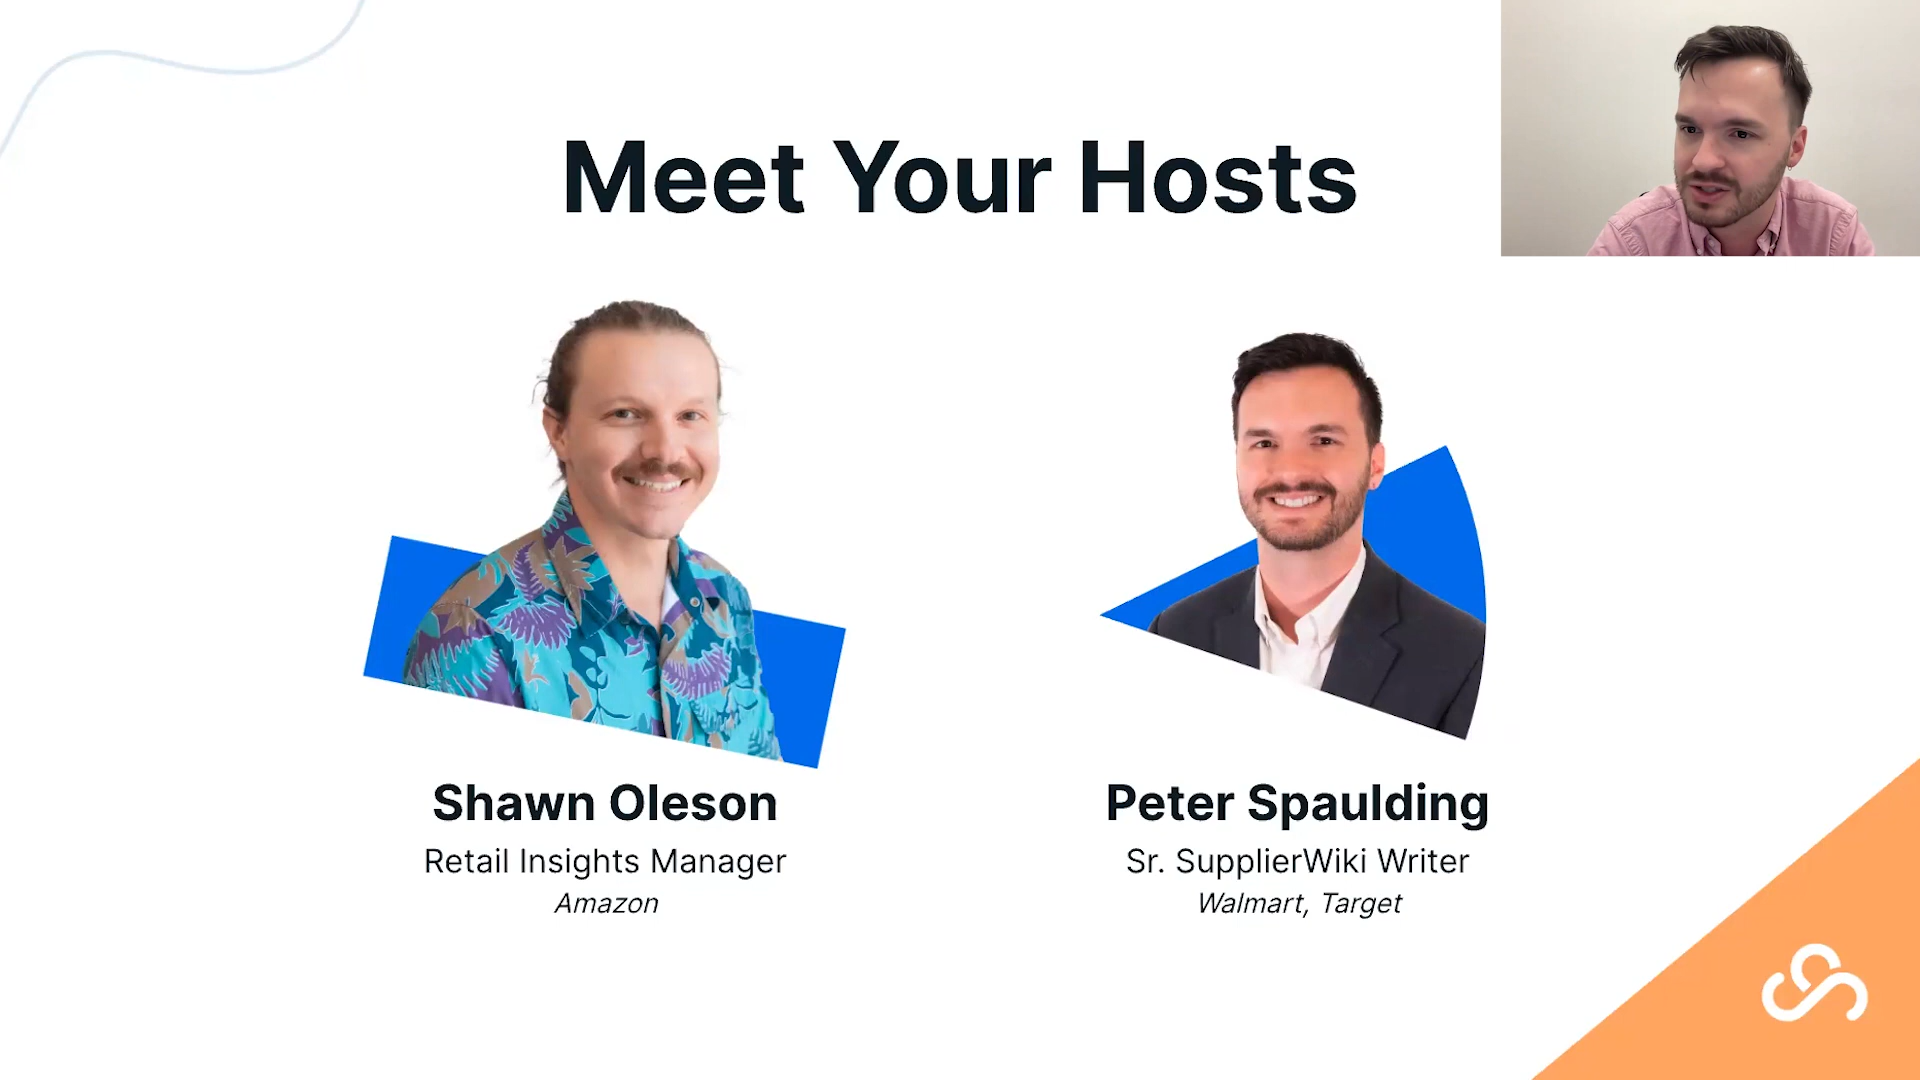 Meet Your Hosts
Shawn Oleson
Retail Insights Manager
Amazon
Peter Spaulding
Sr. SupplierWiki Writer
Walmart, Target